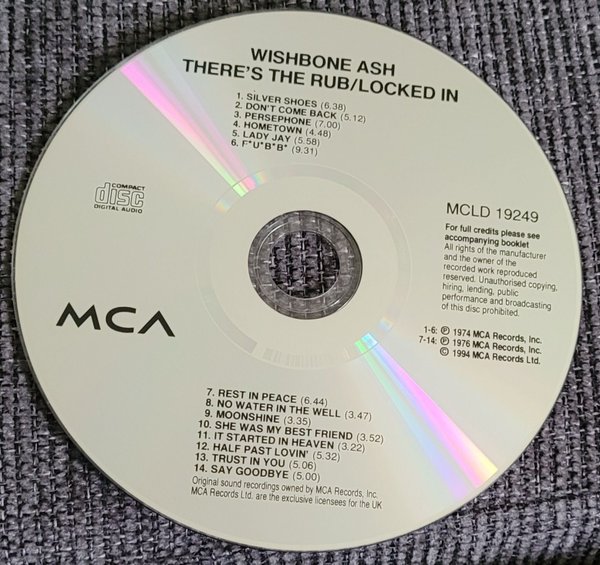 WISHBONE ASH
THERE'S THE RUB/LOCKED IN
1. SILVER SHOES (6.38)
2. DON'T COME BACK (5.12)
3. PERSEPHONE (7.00)
4. HOMETOWN (4.48)
5. LADY JAY (5.58)
6. F*U*B*B* (9.31)
COMPACT
disc
DIGITAL AUDIO
MCLD 19249
For full credits please see
accompanying booklet
All rights of the manufacturer
and the owner of the
recorded work reproduced
reserved. Unauthorised copying,
hiring, lending, public
performance and broadcasting
of this disc prohibited.
MCA
1-6: ℗ 1974 MCA Records, Inc.
7-14: ℗ 1976 MCA Records, Inc.
© 1994 MCA Records Ltd.
7. REST IN PEACE (6.44)
8. NO WATER IN THE WELL (3.47)
9. MOONSHINE (3.35)
10. SHE WAS MY BEST FRIEND (3.52)
11. IT STARTED IN HEAVEN (3.22)
12. HALF PAST LOVIN' (5.32)
13. TRUST IN YOU (5.06)
14. SAY GOODBYE (5.00)
Original sound recordings owned by MCA Records, Inc.
MCA Records Ltd. are the exclusive licensees for the UK